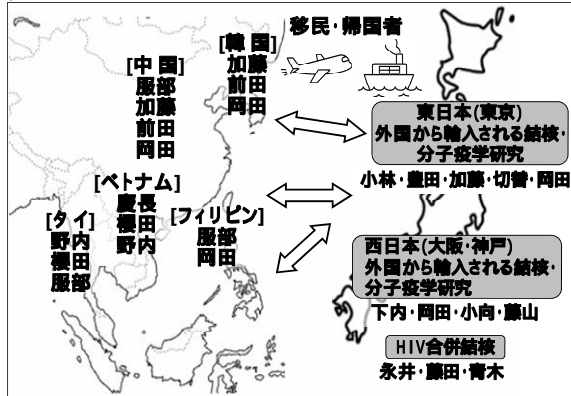 移民・帰国者
[韓国]
加藤
前田
岡田
[中国]
服部
加藤
前田
岡田
東日本(東京)
外国から輸入される結核・
分子疫学研究
小林・豊田・加藤・切替・岡田
[ベトナム]
慶長
櫻田
野内
[フィリピン]
服部
岡田
[タイ]
野内
櫻田
服部
西日本(大阪・神戸)
外国から輸入される結核・
分子疫学研究
下内・岡田・小向・藤山
HIV合併結核
永井・藤田・青木